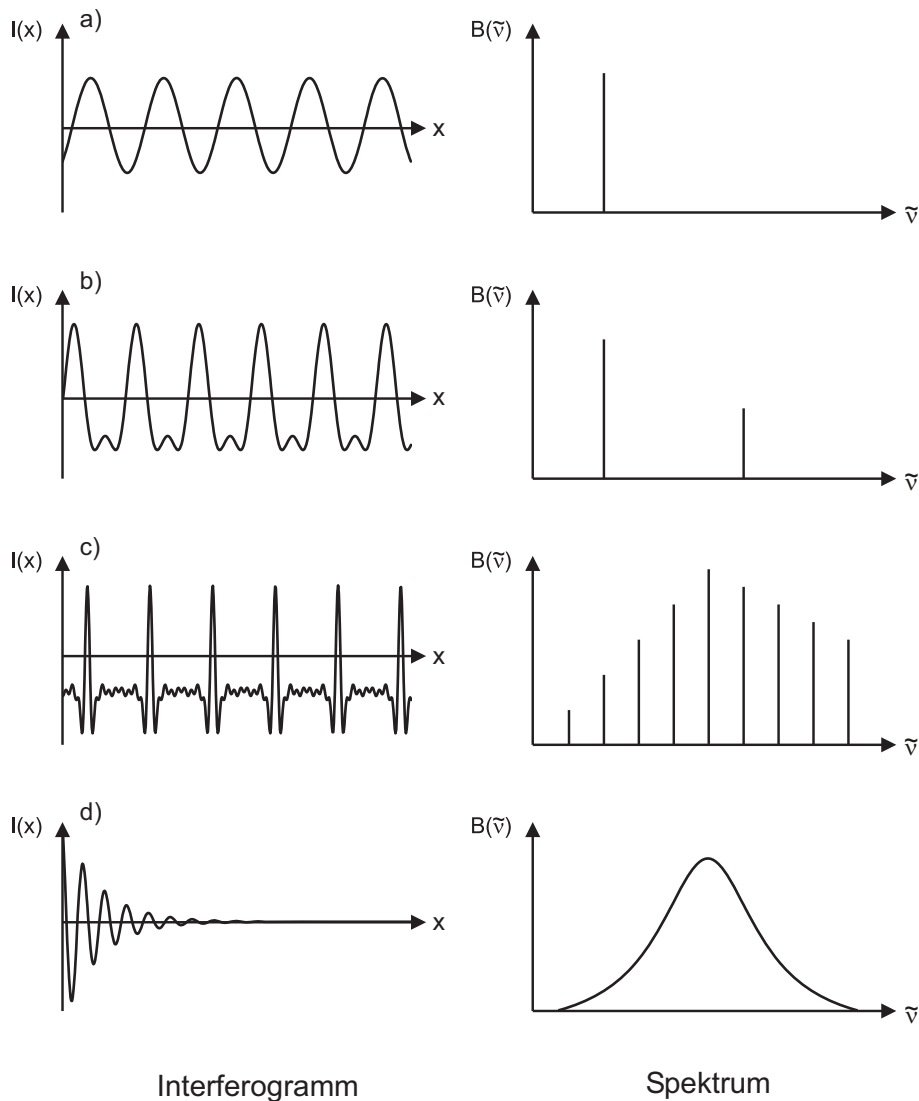 I(x) a) B(ṽ)
x ṽ
I(x) b) B(ṽ)
x ṽ
I(x) c) B(ṽ)
x ṽ
I(x) d) B(ṽ)
x ṽ
Interferogramm Spektrum